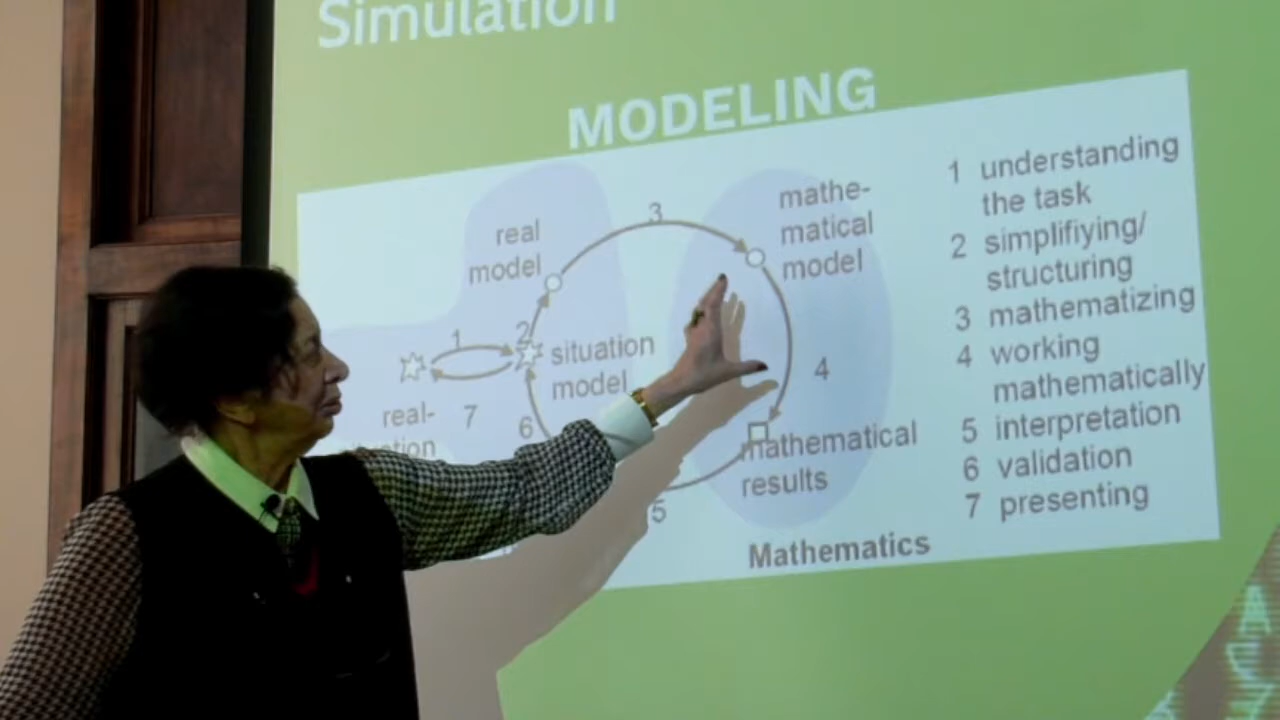 Simulation
MODELING
real
model
3
mathe-
matical
model
1
2
situation
model
real-
7
6
4
mathematical
results
5
Mathematics
1 understanding
the task
2 simplifiying/
structuring
3 mathematizing
4 working
mathematically
5 interpretation
6 validation
7 presenting